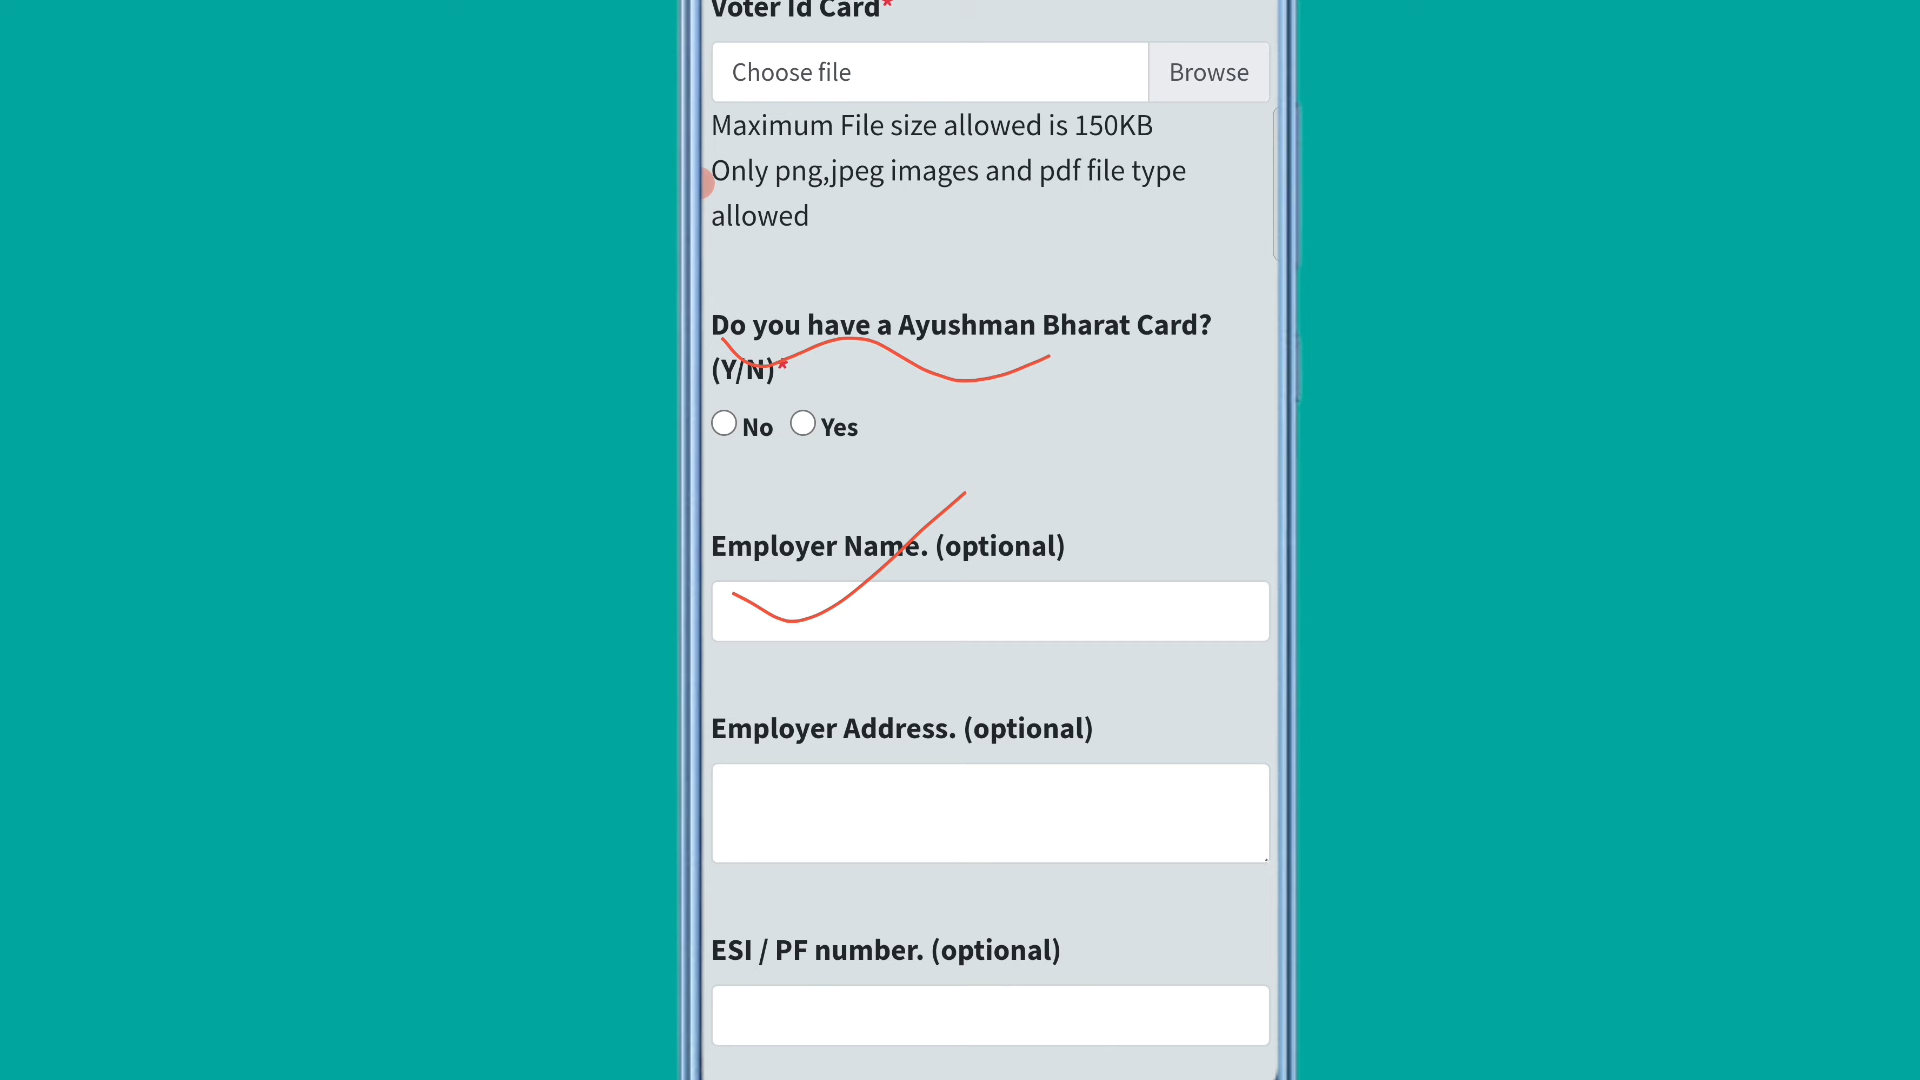 Voter Id Card*
Choose file
Browse
Maximum File size allowed is 150KB
Only png,jpeg images and pdf file type
allowed
Do you have a Ayushman Bharat Card?
(Y/N)*
No Yes
Employer Name. (optional)
Employer Address. (optional)
ESI / PF number. (optional)